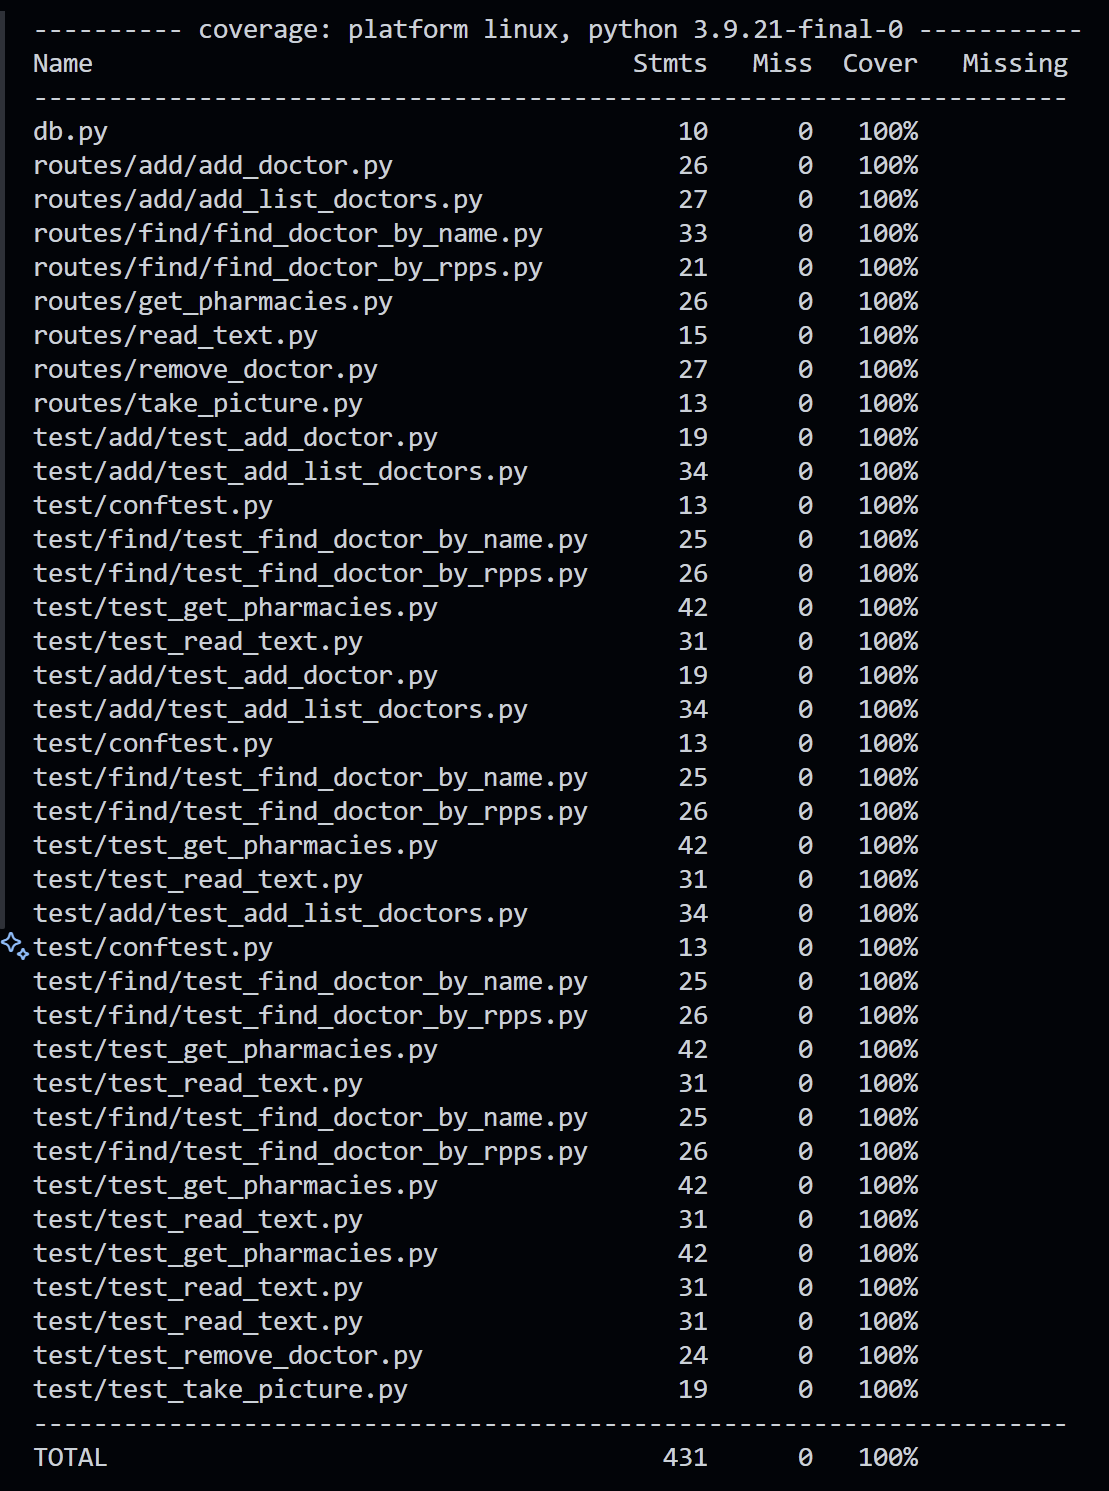 ---------- coverage: platform linux, python 3.9.21-final-0 -----------
Name                                    Stmts   Miss  Cover   Missing
---------------------------------------------------------------------
db.py                                      10      0   100%
routes/add/add_doctor.py                   26      0   100%
routes/add/add_list_doctors.py             27      0   100%
routes/find/find_doctor_by_name.py         33      0   100%
routes/find/find_doctor_by_rpps.py         21      0   100%
routes/get_pharmacies.py                   26      0   100%
routes/read_text.py                        15      0   100%
routes/remove_doctor.py                    27      0   100%
routes/take_picture.py                     13      0   100%
test/add/test_add_doctor.py                19      0   100%
test/add/test_add_list_doctors.py          34      0   100%
test/conftest.py                           13      0   100%
test/find/test_find_doctor_by_name.py      25      0   100%
test/find/test_find_doctor_by_rpps.py      26      0   100%
test/test_get_pharmacies.py                42      0   100%
test/test_read_text.py                     31      0   100%
test/add/test_add_doctor.py                19      0   100%
test/add/test_add_list_doctors.py          34      0   100%
test/conftest.py                           13      0   100%
test/find/test_find_doctor_by_name.py      25      0   100%
test/find/test_find_doctor_by_rpps.py      26      0   100%
test/test_get_pharmacies.py                42      0   100%
test/test_read_text.py                     31      0   100%
test/add/test_add_list_doctors.py          34      0   100%
test/conftest.py                           13      0   100%
test/find/test_find_doctor_by_name.py      25      0   100%
test/find/test_find_doctor_by_rpps.py      26      0   100%
test/test_get_pharmacies.py                42      0   100%
test/test_read_text.py                     31      0   100%
test/find/test_find_doctor_by_name.py      25      0   100%
test/find/test_find_doctor_by_rpps.py      26      0   100%
test/test_get_pharmacies.py                42      0   100%
test/test_read_text.py                     31      0   100%
test/test_get_pharmacies.py                42      0   100%
test/test_read_text.py                     31      0   100%
test/test_read_text.py                     31      0   100%
test/test_remove_doctor.py                 24      0   100%
test/test_take_picture.py                  19      0   100%
---------------------------------------------------------------------
TOTAL                                     431      0   100%